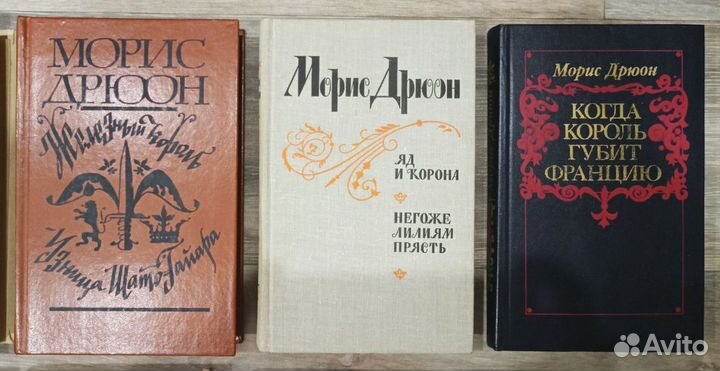 МОРИС
ДРЮОН
Железный король
Узница Шато-Гайара
Морис Дрюон
ЯД
И КОРОНА
НЕГОЖЕ
ЛИЛИЯМ
ПРЯСТЬ
Морис Дрюон
КОГДА
КОРОЛЬ
ГУБИТ
ФРАНЦИЮ
Avito